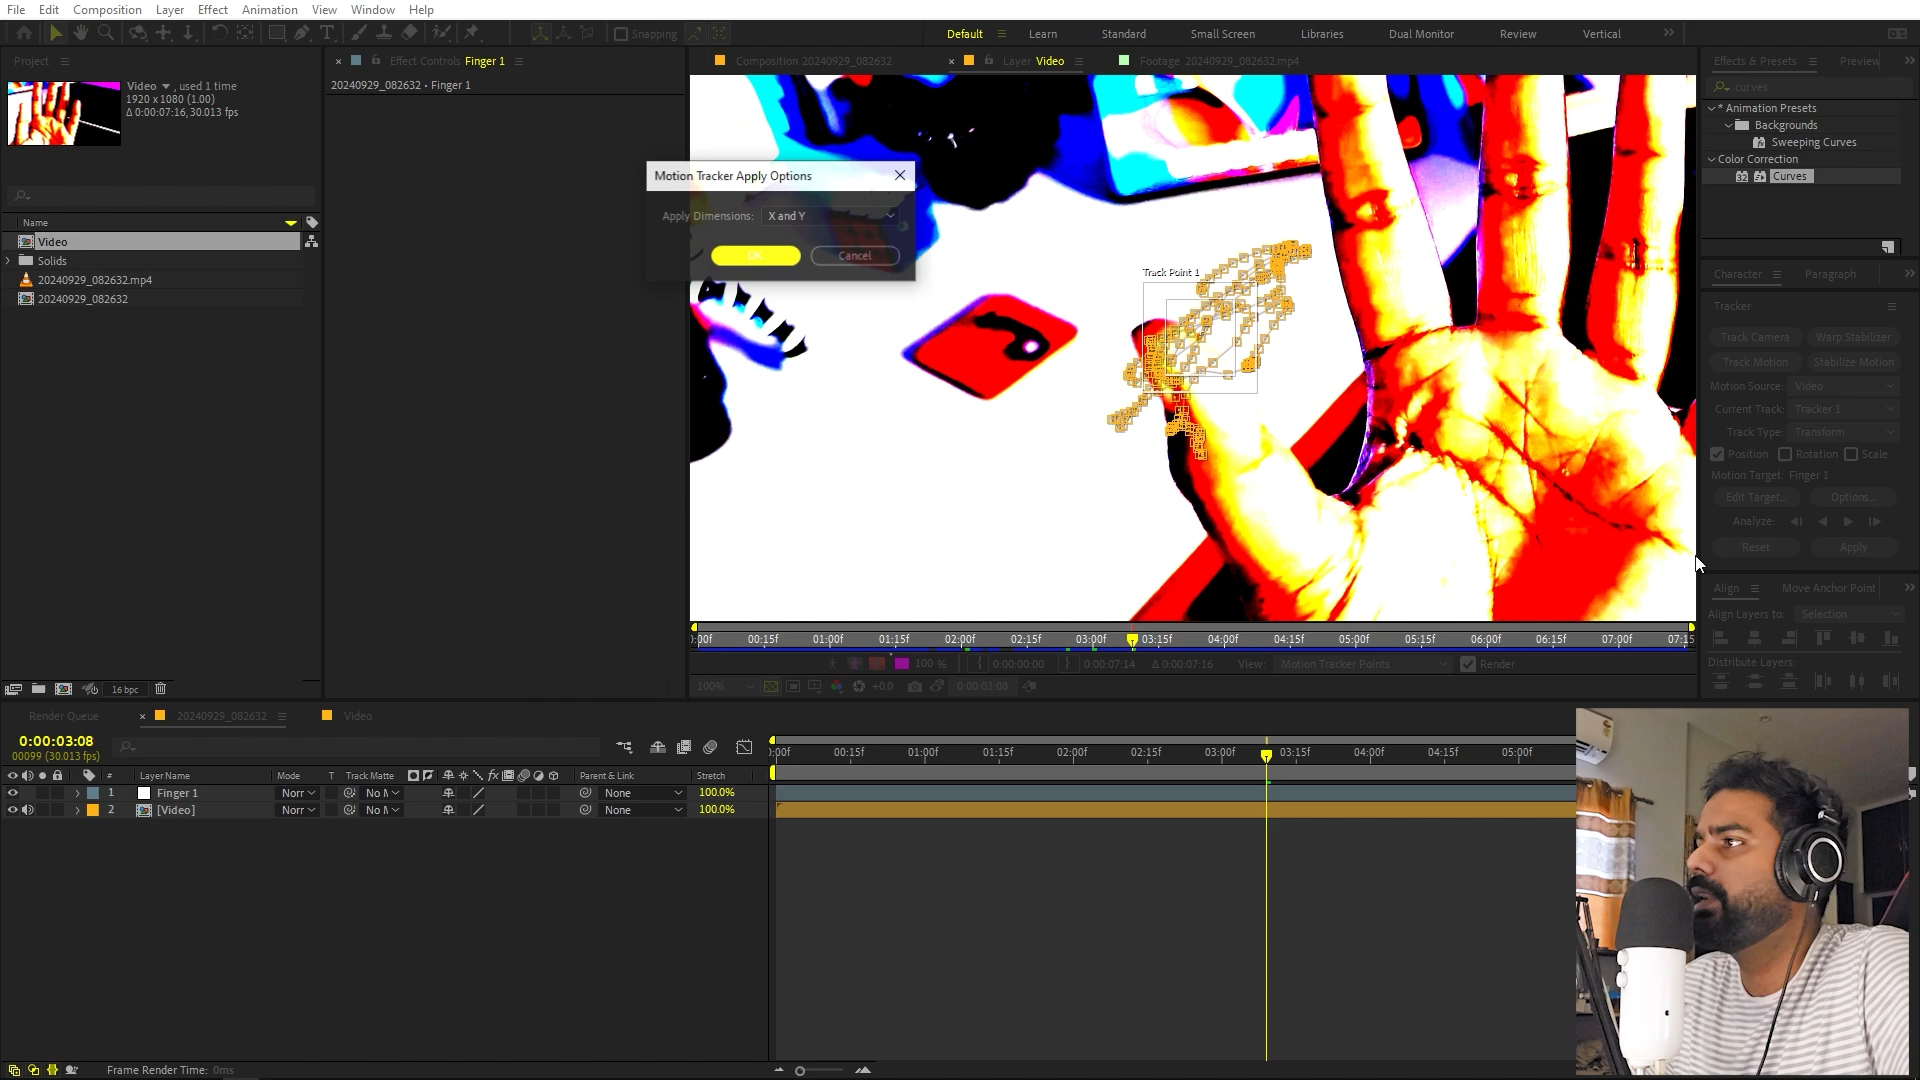 File Edit Composition Layer Effect Animation View Window Help
Snapping
Default Learn Standard Small Screen Libraries Dual Monitor Review Vertical
Project
Effect Controls Finger 1
Composition 20240929_082632
Layer Video
Footage 20240929_082632.mp4
Effects & Presets
Preview
Video , used 1 time
1920 x 1080 (1.00)
Δ 0:00:07:16, 30.013 fps
20240929_082632 • Finger 1
curves
* Animation Presets
Backgrounds
Sweeping Curves
Color Correction
32
Curves
Motion Tracker Apply Options
Apply Dimensions: X and Y
OK
Cancel
Track Point 1
Name
Video
Solids
20240929_082632.mp4
20240929_082632
Character
Paragraph
Tracker
Track Camera
Warp Stabilizer
Track Motion
Stabilize Motion
Motion Source: Video
Current Track: Tracker 1
Track Type: Transform
Position
Rotation
Scale
Motion Target: Finger 1
Edit Target...
Options...
Analyze:
Reset
Apply
Align
Move Anchor Point
Align Layers to: Selection
Distribute Layers:
):00f 00:15f 01:00f 01:15f 02:00f 02:15f 03:00f 03:15f 04:00f 04:15f 05:00f 05:15f 06:00f 06:15f 07:00f 07:15
100 %
0:00:00:00
0:00:07:14
Δ 0:00:07:16
View: Motion Tracker Points
Render
100%
+0.0
0:00:03:08
16 bpc
Render Queue
20240929_082632
Video
0:00:03:08
00099 (30.013 fps)
):00f 00:15f 01:00f 01:15f 02:00f 02:15f 03:00f 03:15f 04:00f 04:15f 05:00f
# Layer Name Mode T Track Matte fx Parent & Link Stretch
1 Finger 1 Norr No M None 100.0%
2 [Video] Norr No M None 100.0%
Frame Render Time: 0ms